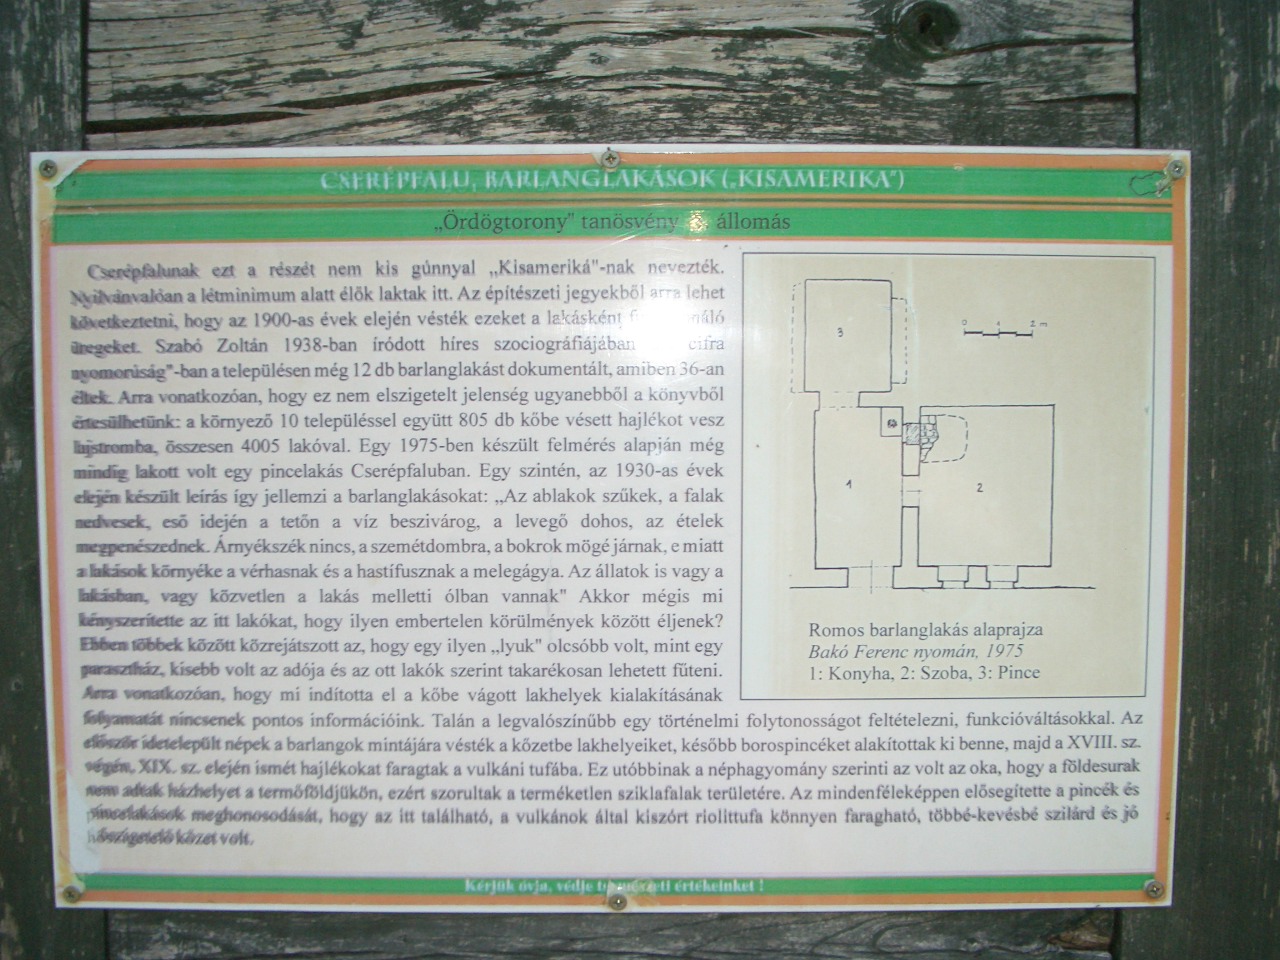 CSERÉPFALU, BARLANGLAKÁSOK („KISAMERIKA")
„Ördögtorony" tanösvény állomás
Cserépfalunak ezt a részét nem kis gúnnyal „Kisameriká"-nak nevezték.
Nyilvánvalóan a létminimum alatt élők laktak itt. Az építészeti jegyekből arra lehet
következtetni, hogy az 1900-as évek elején vésték ezeket a lakásként
üregeket. Szabó Zoltán 1938-ban íródott híres szociográfiájában cifra
nyomorúság"-ban a településen még 12 db barlanglakást dokumentált, amiben 36-an
éltek. Arra vonatkozóan, hogy ez nem elszigetelt jelenség ugyanebből a könyvből
értesülhetünk: a környező 10 településsel együtt 805 db kőbe vésett hajlékot vesz
lajstromba, összesen 4005 lakóval. Egy 1975-ben készült felmérés alapján még
mindig lakott volt egy pincelakás Cserépfaluban. Egy szintén, az 1930-as évek
elején készült leírás így jellemzi a barlanglakásokat: „Az ablakok szűkek, a falak
nedvesek, eső idején a tetőn a víz beszivárog, a levegő dohos, az ételek
megpenészednek. Árnyékszék nincs, a szemétdombra, a bokrok mögé járnak, e miatt
a lakások környéke a vérhasnak és a hastífusznak a melegágya. Az állatok is vagy a
lakásban, vagy közvetlen a lakás melletti ólban vannak" Akkor mégis mi
kényszerítette az itt lakókat, hogy ilyen embertelen körülmények között éljenek?
Ebben többek között közrejátszott az, hogy egy ilyen „lyuk" olcsóbb volt, mint egy
parasztház, kisebb volt az adója és az ott lakók szerint takarékosan lehetett fűteni.
Arra vonatkozóan, hogy mi indította el a kőbe vágott lakhelyek kialakításának
folyamatát nincsenek pontos információink. Talán a legvalószínűbb egy történelmi folytonosságot feltételezni, funkcióváltásokkal. Az
először idetelepült népek a barlangok mintájára vésték a kőzetbe lakhelyeiket, később borospincéket alakítottak ki benne, majd a XVIII. sz.
végén, XIX. sz. elején ismét hajlékokat faragtak a vulkáni tufába. Ez utóbbinak a néphagyomány szerinti az volt az oka, hogy a földesurak
nem adtak házhelyet a termőföldjükön, ezért szorultak a terméketlen sziklafalak területére. Az mindenféleképpen elősegítette a pincék és
pincelakások meghonosodását, hogy az itt található, a vulkánok által kiszórt riolittufa könnyen faragható, többé-kevésbé szilárd és jó
hőszigetelő kőzet volt.
3
0 1 2 m
1
2
Romos barlanglakás alaprajza
Bakó Ferenc nyomán, 1975
1: Konyha, 2: Szoba, 3: Pince
Kérjük óvja, védje természeti értékeinket !